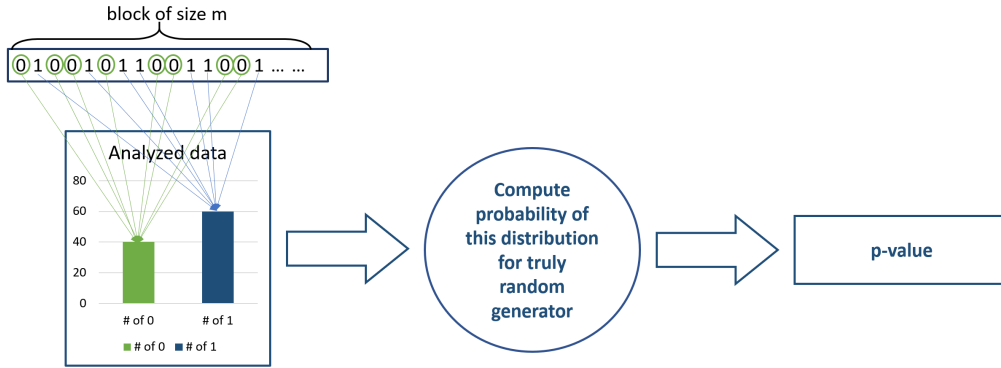 block of size m
0 1 0 0 1 0 1 1 0 0 1 1 0 0 1 ... ...
Analyzed data
80
60
40
20
0
# of 0
# of 1
# of 0 # of 1
Compute
probability of
this distribution
for truly
random
generator
p-value